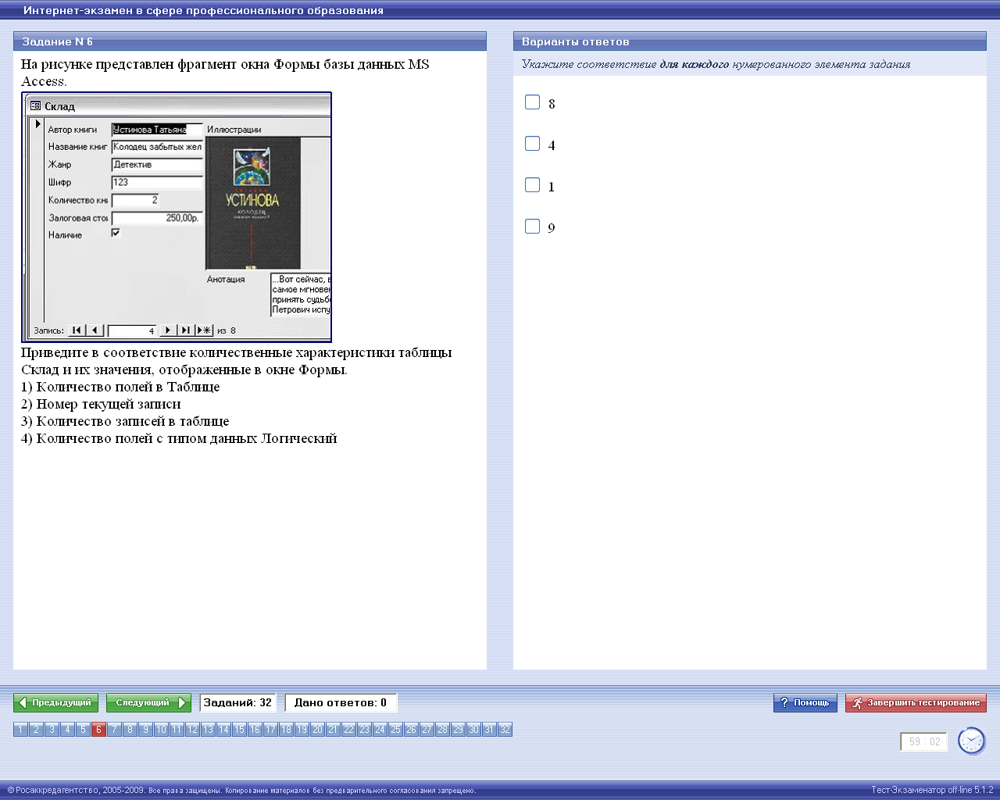 Интернет-экзамен в сфере профессионального образования
Задание N 6
На рисунке представлен фрагмент окна Формы базы данных MS
Access.
Склад
Автор книги
Устинова Татьяна
Иллюстрации
Название книг
Колодец забытых жел
Жанр
Детектив
Шифр
123
Количество кни
2
Залоговая стои
250,00р.
Наличие
УСТИНОВА
КОЛОДЕЦ
Анотация
...Вот сейчас, в
самое мгновен
принять судьбо
Петрович испу
Запись: 4 из 8
Приведите в соответствие количественные характеристики таблицы
Склад и их значения, отображенные в окне Формы.
1) Количество полей в Таблице
2) Номер текущей записи
3) Количество записей в таблице
4) Количество полей с типом данных Логический
Варианты ответов
Укажите соответствие для каждого нумерованного элемента задания
8
4
1
9
Предыдущий
Следующий
Заданий: 32
Дано ответов: 0
? Помощь
Завершить тестирование
1 2 3 4 5 6 7 8 9 10 11 12 13 14 15 16 17 18 19 20 21 22 23 24 25 26 27 28 29 30 31 32
59 : 02
© Росаккредагентство, 2005-2009. Все права защищены. Копирование материалов без предварительного согласования запрещено.
Тест-Экзаменатор off-line 5.1.2